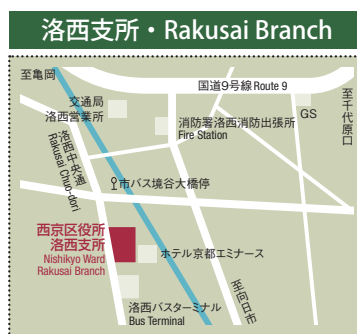 洛西支所・Rakusai Branch
至亀岡
国道9号線 Route 9
交通局
洛西営業所
消防署洛西消防出張所
Fire Station
GS
至千代原口
洛西中央通
Rakusai Chuo-dori
市バス境谷大橋停
西京区役所
洛西支所
Nishikyo Ward
Rakusai Branch
ホテル京都エミナース
至向日市
洛西バスターミナル
Bus Terminal